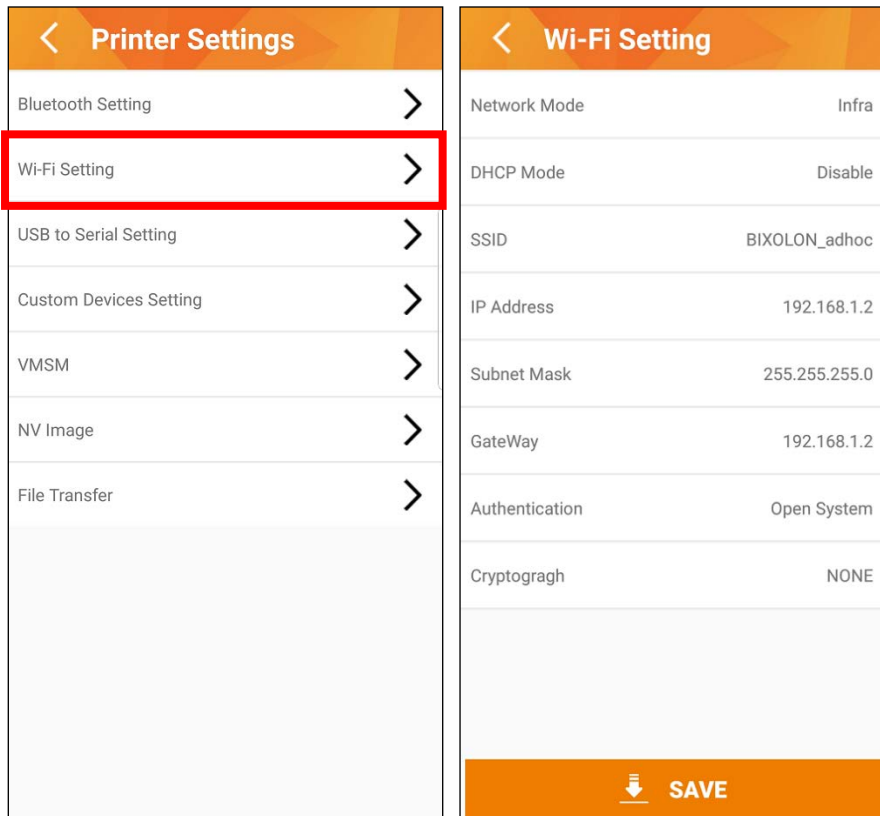 Printer Settings
Bluetooth Setting
Wi-Fi Setting
USB to Serial Setting
Custom Devices Setting
VMSM
NV Image
File Transfer
Wi-Fi Setting
Network Mode Infra
DHCP Mode Disable
SSID BIXOLON_adhoc
IP Address 192.168.1.2
Subnet Mask 255.255.255.0
GateWay 192.168.1.2
Authentication Open System
Cryptogragh NONE
SAVE